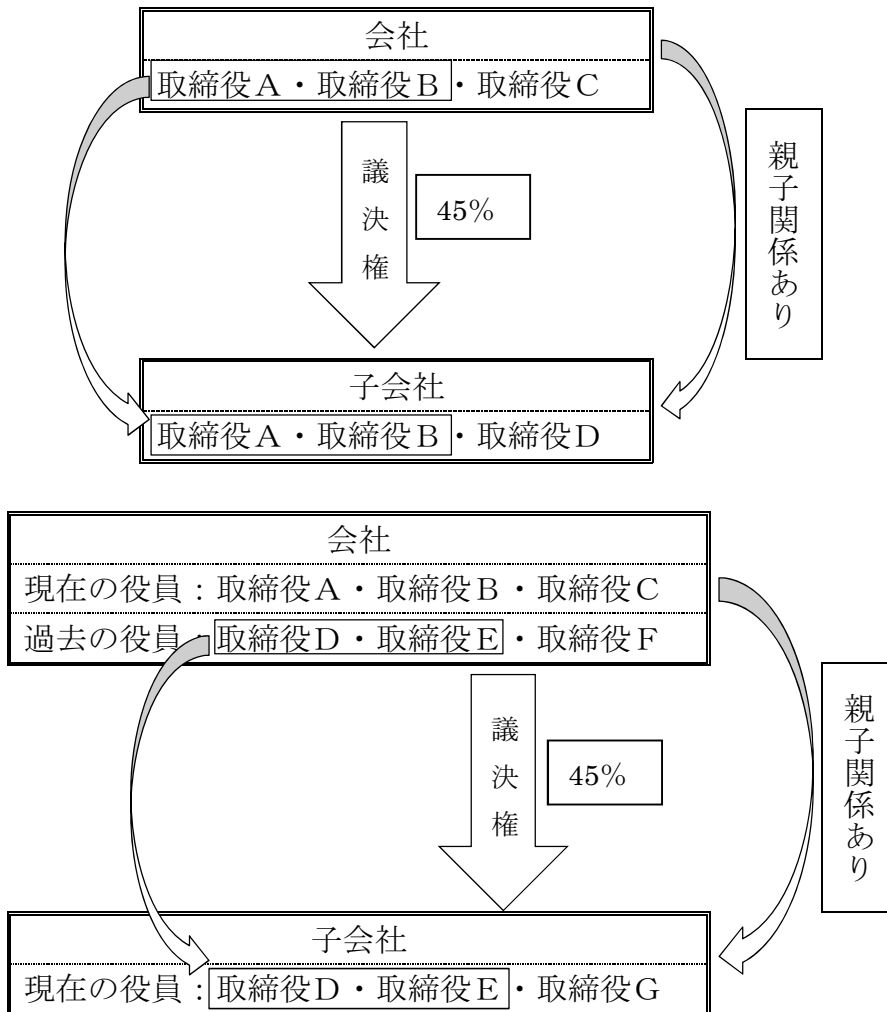 会社
取締役A・取締役B・取締役C
議決権
45%
親子関係あり
子会社
取締役A・取締役B・取締役D
会社
現在の役員：取締役A・取締役B・取締役C
過去の役員：取締役D・取締役E・取締役F
議決権
45%
親子関係あり
子会社
現在の役員：取締役D・取締役E・取締役G